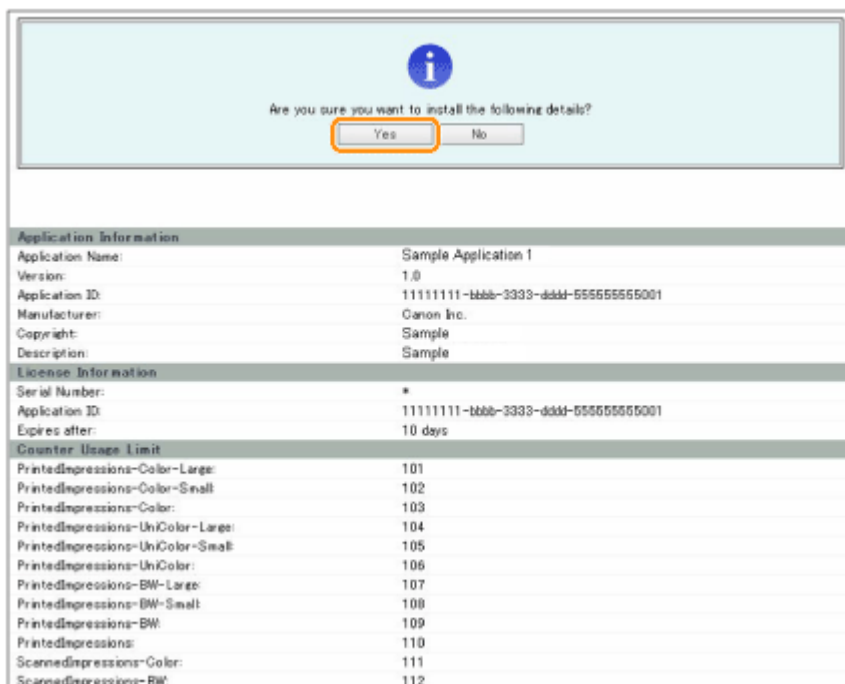 Are you sure you want to install the following details?
Yes No
Application Information
Application Name: Sample Application 1
Version: 1.0
Application ID: 11111111-bbbb-3333-dddd-555555555001
Manufacturer: Canon Inc.
Copyright: Sample
Description: Sample
License Information
Serial Number: *
Application ID: 11111111-bbbb-3333-dddd-555555555001
Expires after: 10 days
Counter Usage Limit
PrintedImpressions-Color-Large: 101
PrintedImpressions-Color-Small: 102
PrintedImpressions-Color: 103
PrintedImpressions-UniColor-Large: 104
PrintedImpressions-UniColor-Small: 105
PrintedImpressions-UniColor: 106
PrintedImpressions-BW-Large: 107
PrintedImpressions-BW-Small: 108
PrintedImpressions-BW: 109
PrintedImpressions: 110
ScannedImpressions-Color: 111
ScannedImpressions-BW: 112